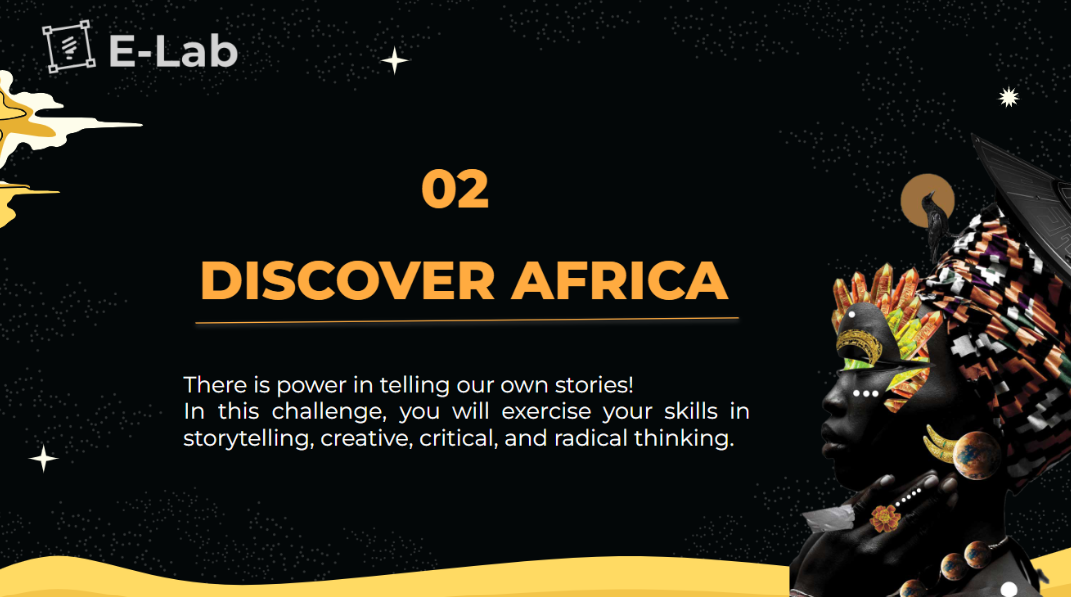 E-Lab
02
DISCOVER AFRICA
There is power in telling our own stories!
In this challenge, you will exercise your skills in
storytelling, creative, critical, and radical thinking.